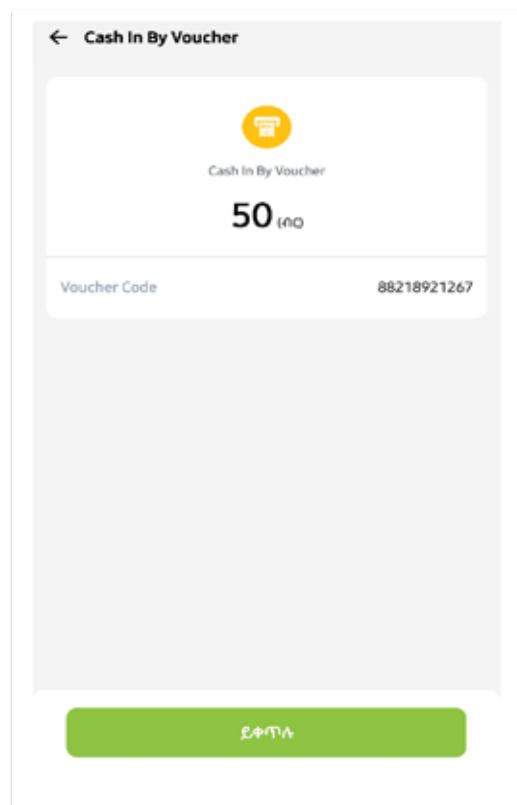 ← Cash In By Voucher
Cash In By Voucher
50 (ብር)
Voucher Code 88218921267
ይቀጥሉ